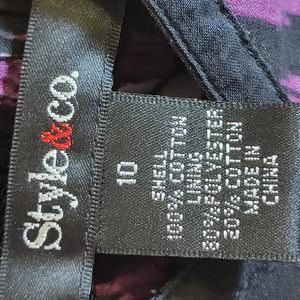 Style&co.
10
SHELL
100% COTTON
LINING
80% POLYESTER
20% COTTON
MADE IN
CHINA